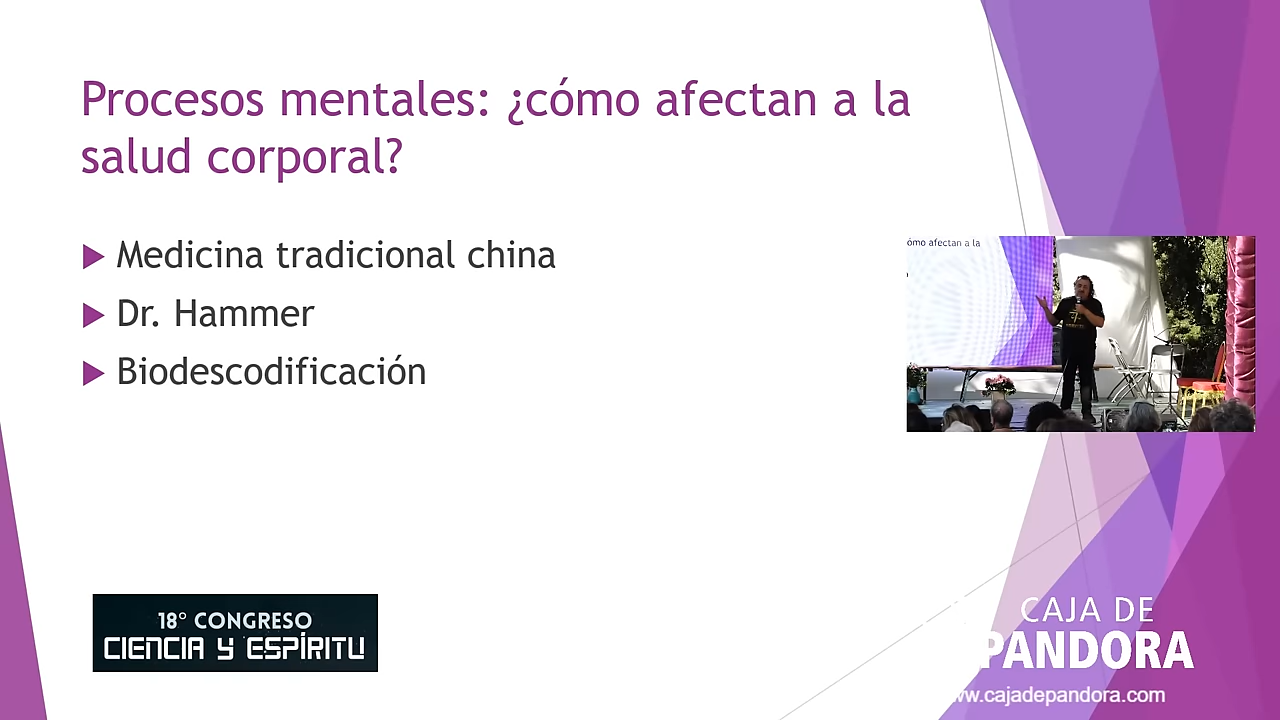 Procesos mentales: ¿cómo afectan a la
salud corporal?
Medicina tradicional china
Dr. Hammer
Biodescodificación
ómo afectan a la
18° CONGRESO
CIENCIA Y ESPÍRITU
CAJA DE
PANDORA
www.cajadepandora.com